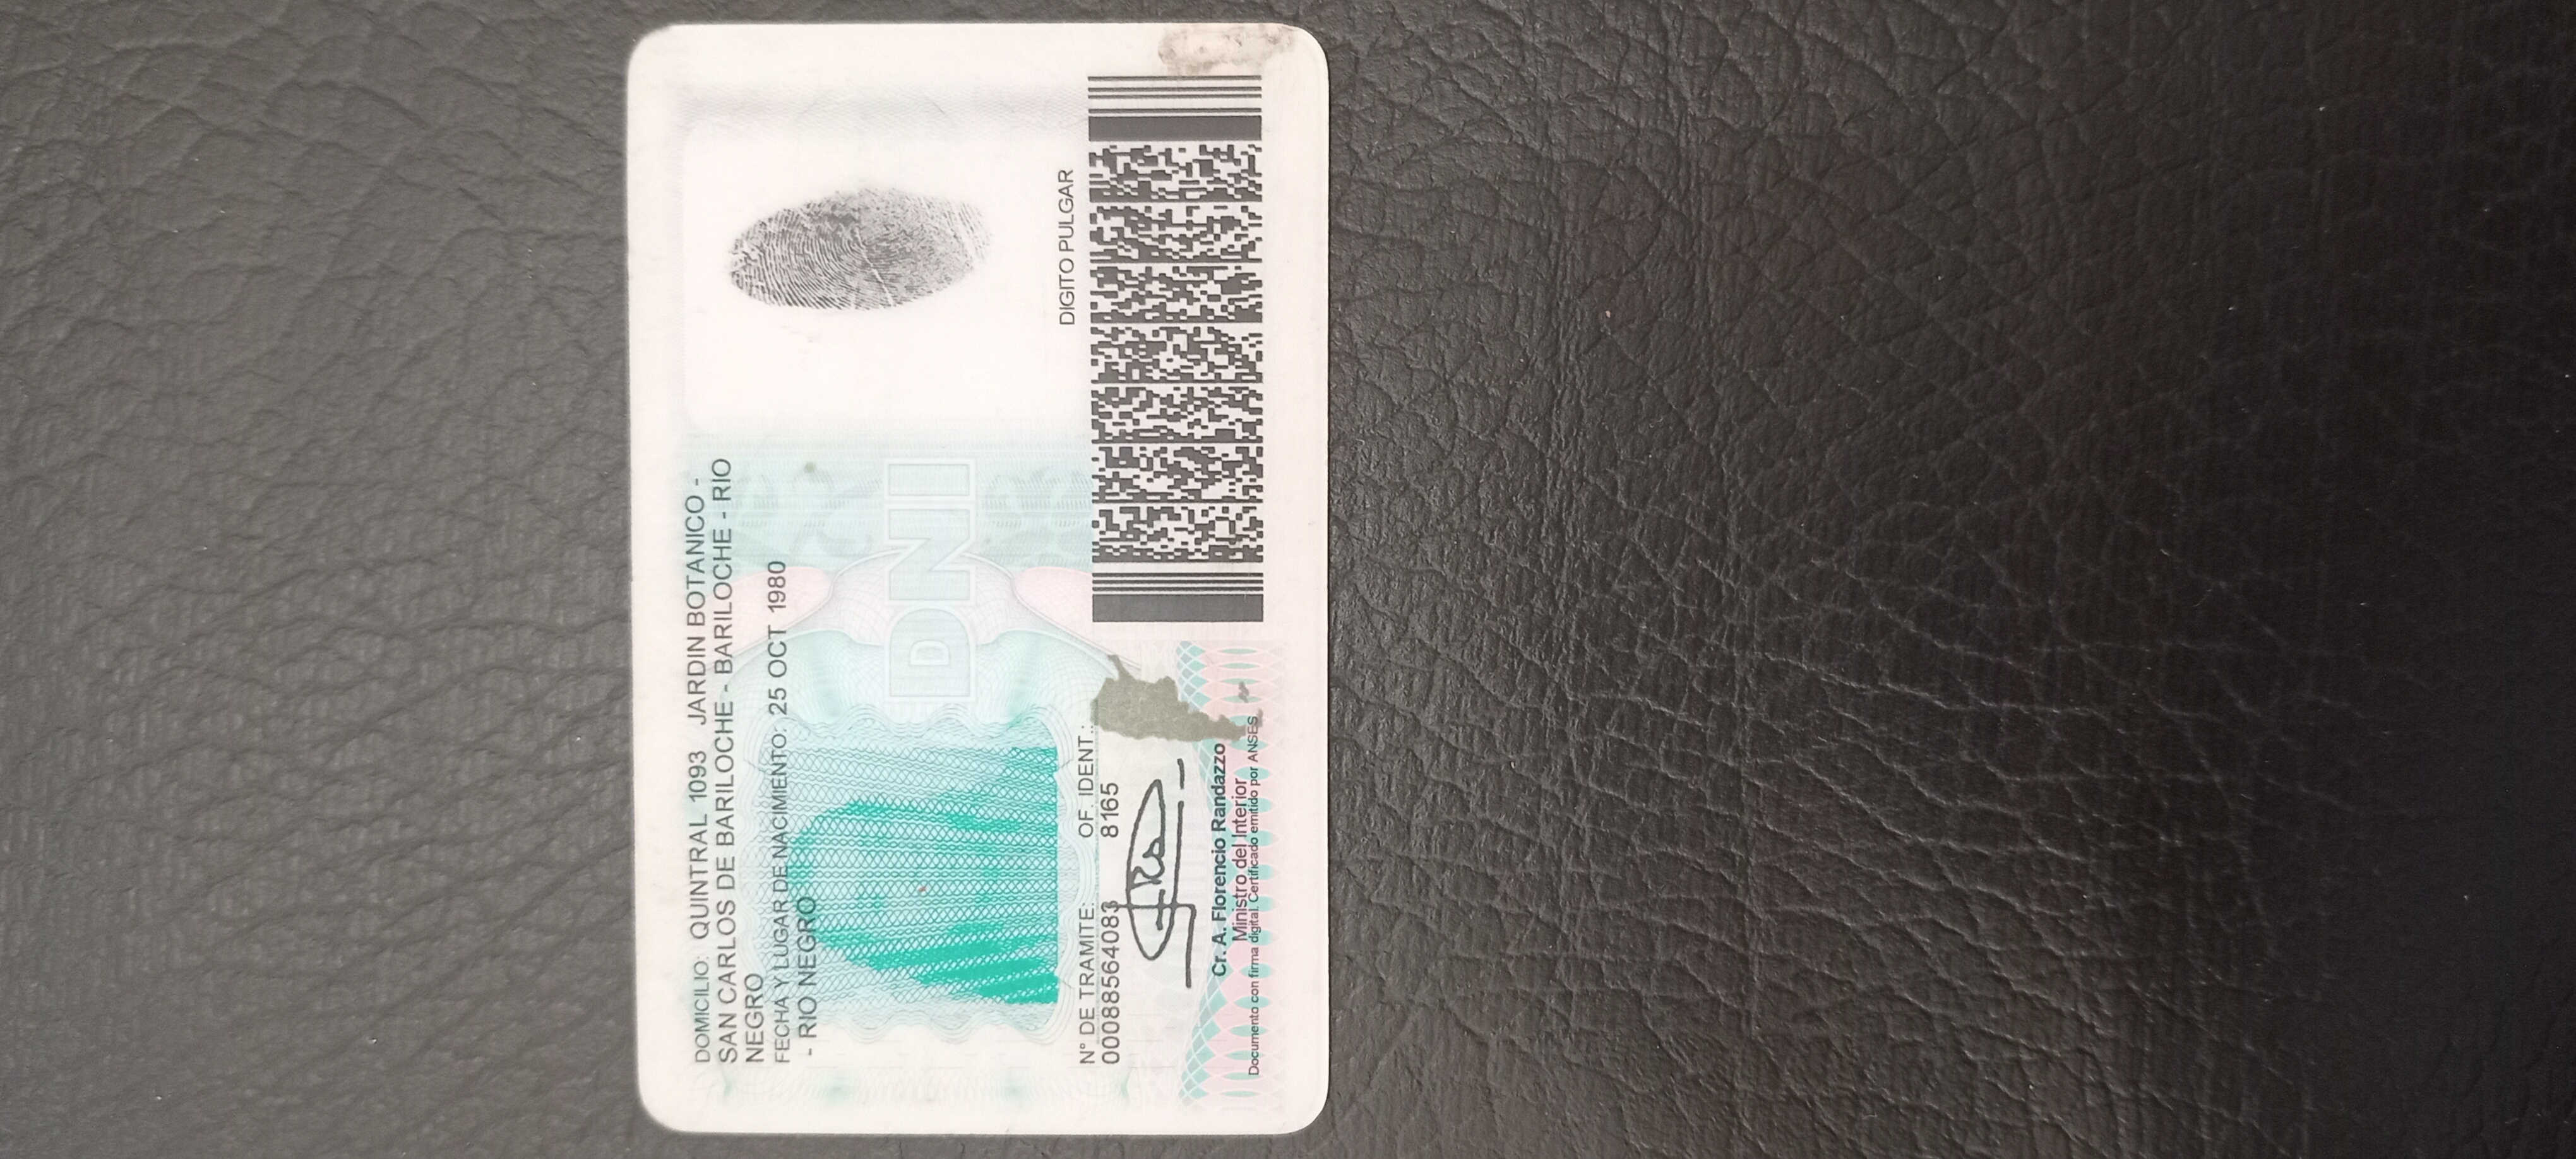 DOMICILIO: QUINTRAL 1093 JARDIN BOTANICO -
SAN CARLOS DE BARILOCHE - BARILOCHE - RIO
NEGRO
FECHA Y LUGAR DE NACIMIENTO: 25 OCT 1980
- RIO NEGRO
DNI
DIGITO PULGAR
N° DE TRAMITE: OF. IDENT.:
00088564083 8165
Cr. A. Florencio Randazzo
Ministro del Interior
Documento con firma digital. Certificado emitido por ANSES